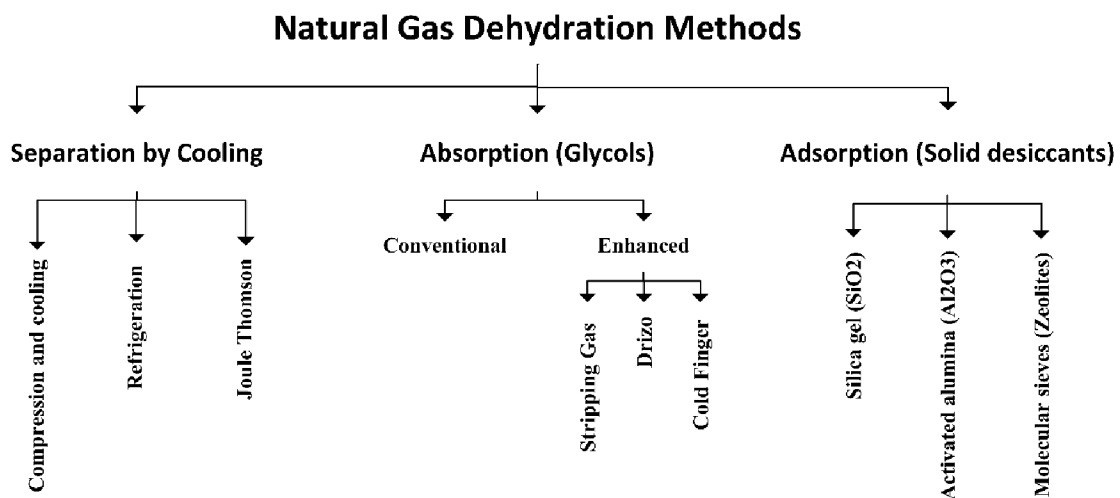 Natural Gas Dehydration Methods
Separation by Cooling
Absorption (Glycols)
Adsorption (Solid desiccants)
Compression and cooling
Refrigeration
Joule Thomson
Conventional
Enhanced
Stripping Gas
Drizo
Cold Finger
Silica gel (SiO2)
Activated alumina (Al2O3)
Molecular sieves (Zeolites)